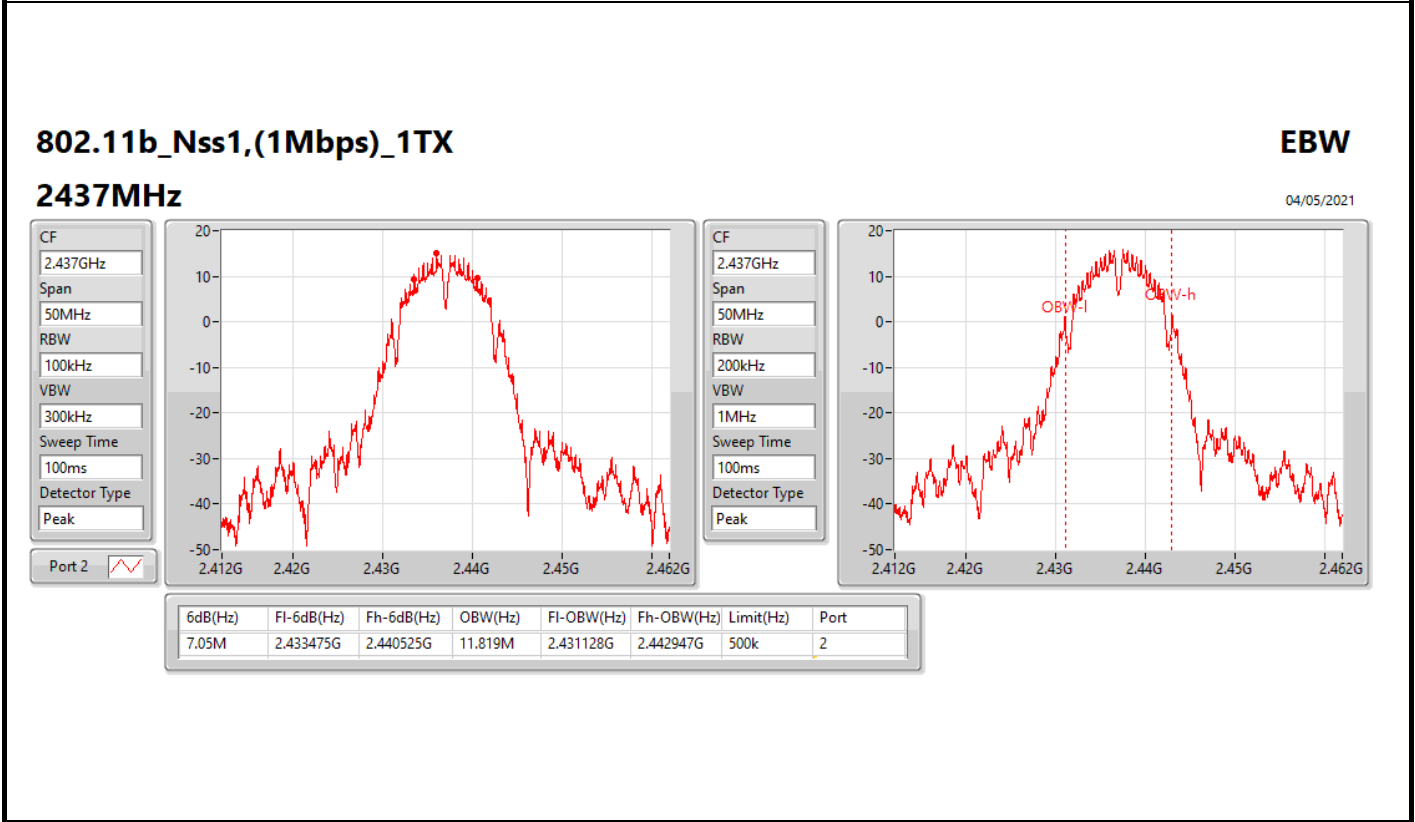 802.11b_Nss1,(1Mbps)_1TX
EBW
2437MHz
04/05/2021
CF
2.437GHz
Span
50MHz
RBW
100kHz
VBW
300kHz
Sweep Time
100ms
Detector Type
Peak
Port 2
20
10
0
-10
-20
-30
-40
-50
2.412G 2.42G 2.43G 2.44G 2.45G 2.462G
CF
2.437GHz
Span
50MHz
RBW
200kHz
VBW
1MHz
Sweep Time
100ms
Detector Type
Peak
20
10
0
-10
-20
-30
-40
-50
OBW-l
OBW-h
2.412G 2.42G 2.43G 2.44G 2.45G 2.462G
6dB(Hz) Fl-6dB(Hz) Fh-6dB(Hz) OBW(Hz) Fl-OBW(Hz) Fh-OBW(Hz) Limit(Hz) Port
7.05M 2.433475G 2.440525G 11.819M 2.431128G 2.442947G 500k 2